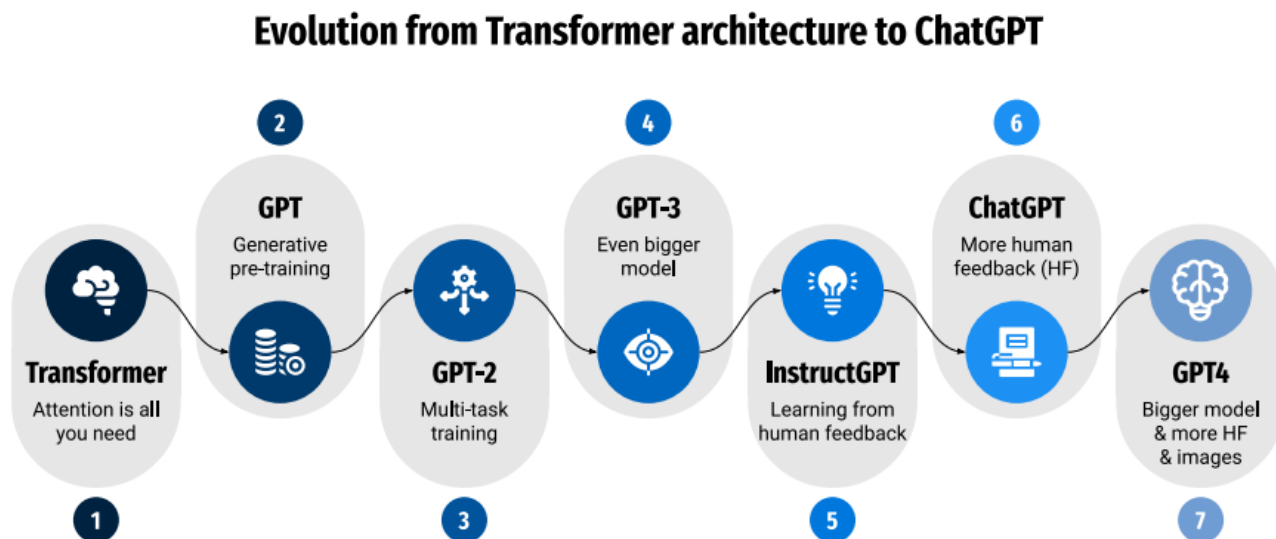 Evolution from Transformer architecture to ChatGPT
1
Transformer
Attention is all
you need
2
GPT
Generative
pre-training
3
GPT-2
Multi-task
training
4
GPT-3
Even bigger
model
5
InstructGPT
Learning from
human feedback
6
ChatGPT
More human
feedback (HF)
7
GPT4
Bigger model
& more HF
& images